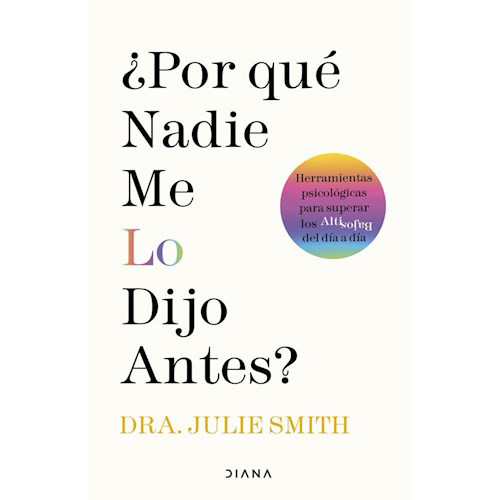 ¿Por qué
Nadie
Me
Lo
Dijo
Antes?
Herramientas
psicológicas
para superar
los AltiBajos
del día a día
DRA. JULIE SMITH
DIANA